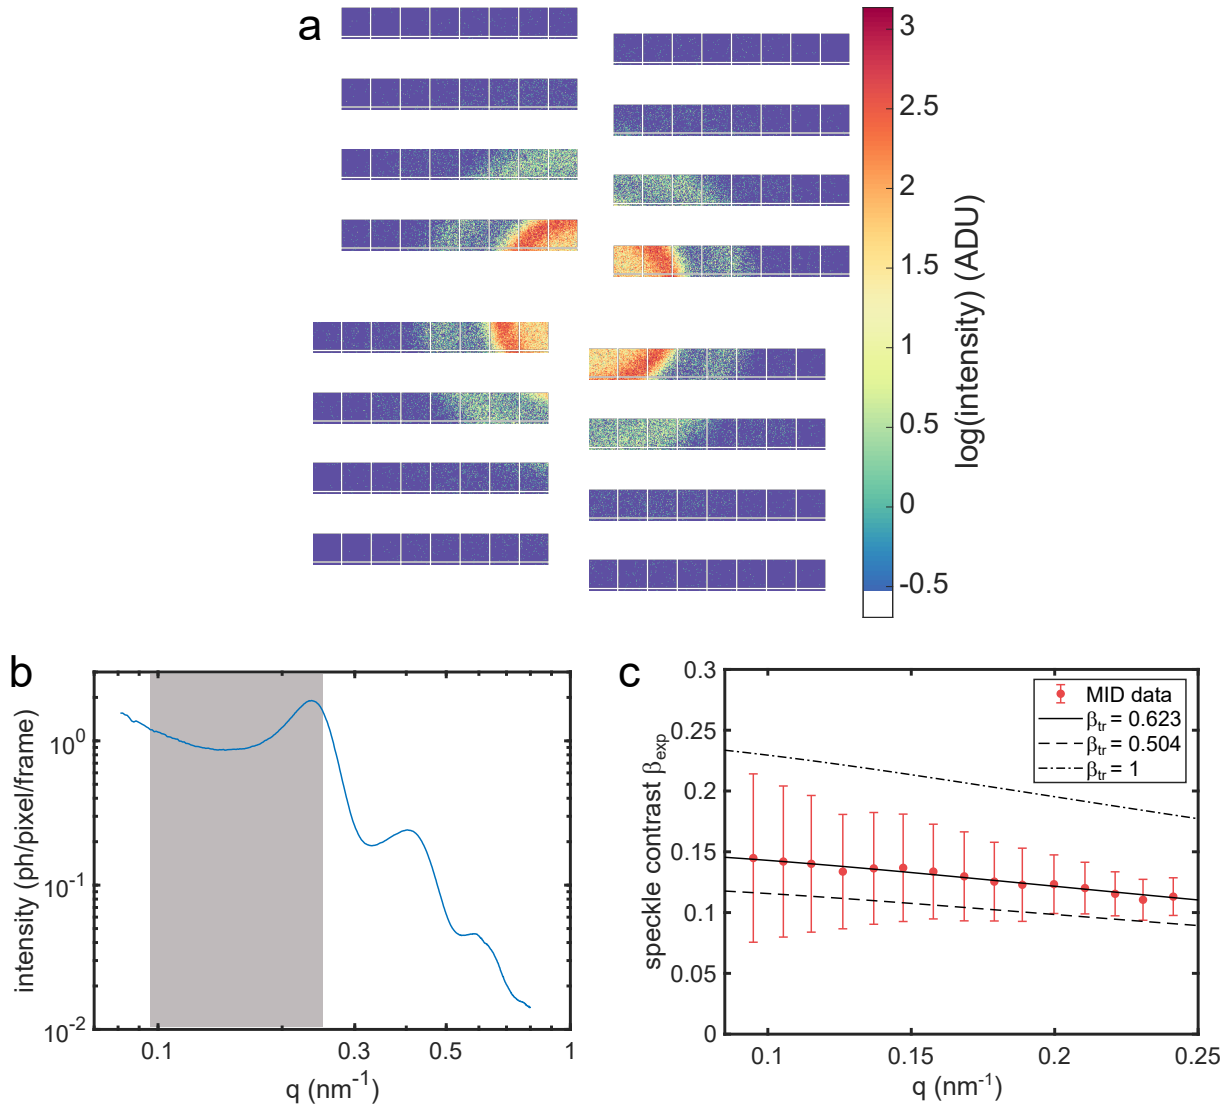 a
3
2.5
2
1.5
1
0.5
0
-0.5
log(intensity) (ADU)
b
intensity (ph/pixel/frame)
10^0
10^-1
10^-2
0.1
0.3
0.5
1
q (nm^-1)
c
speckle contrast β_exp
0.3
0.25
0.2
0.15
0.1
0.05
0
MID data
β_tr = 0.623
β_tr = 0.504
β_tr = 1
0.1
0.15
0.2
0.25
q (nm^-1)